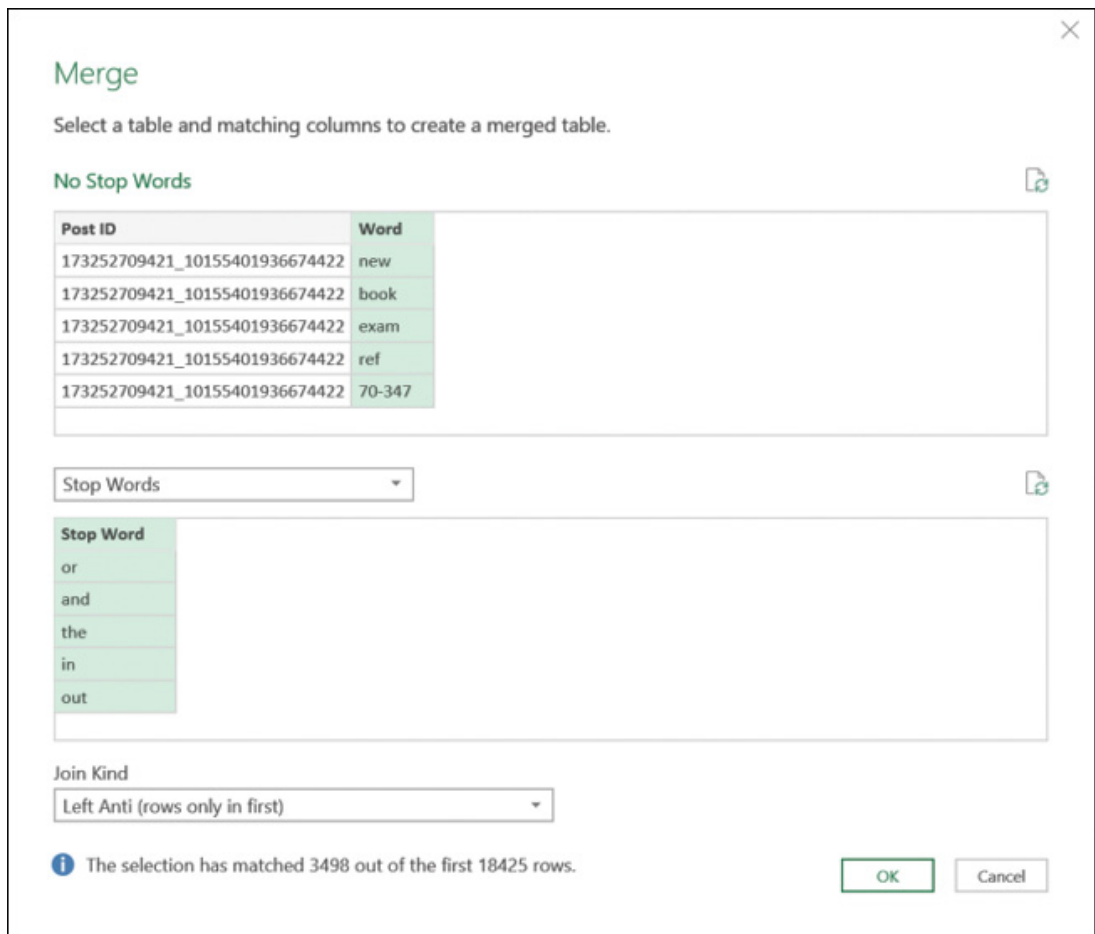 Merge
Select a table and matching columns to create a merged table.
No Stop Words
Post ID Word
173252709421_10155401936674422 new
173252709421_10155401936674422 book
173252709421_10155401936674422 exam
173252709421_10155401936674422 ref
173252709421_10155401936674422 70-347
Stop Words
Stop Word
or
and
the
in
out
Join Kind
Left Anti (rows only in first)
The selection has matched 3498 out of the first 18425 rows.
OK Cancel